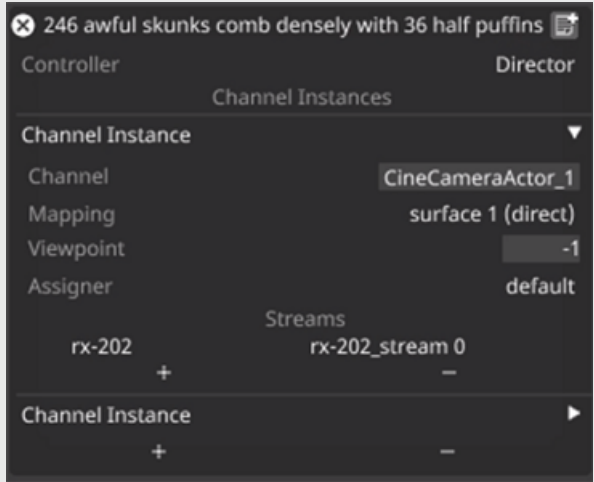 246 awful skunks comb densely with 36 half puffins
Controller Director
Channel Instances
Channel Instance
Channel CineCameraActor_1
Mapping surface 1 (direct)
Viewpoint -1
Assigner default
Streams
rx-202 rx-202_stream 0
+ −
Channel Instance
+ −